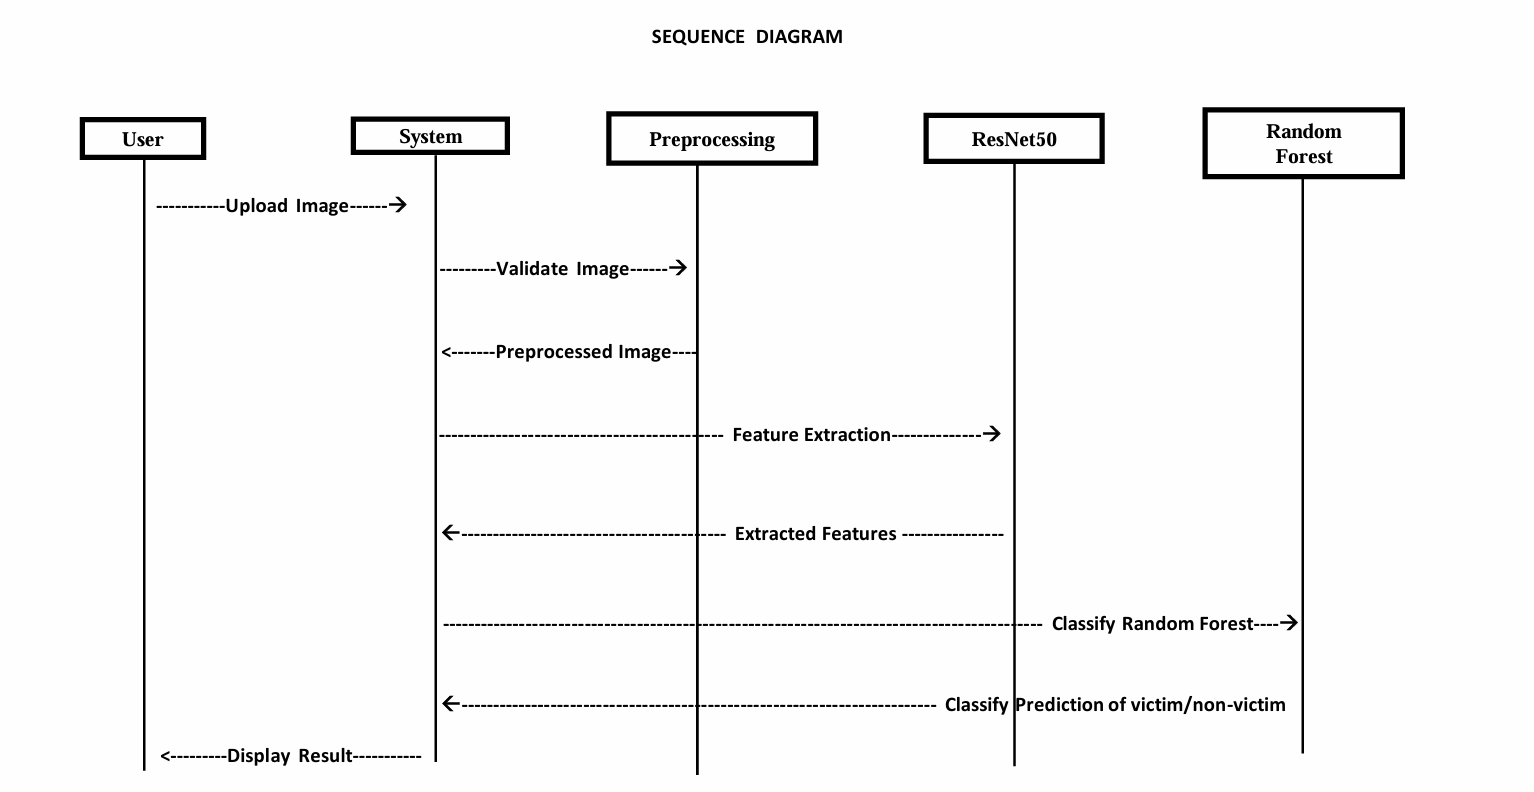 SEQUENCE DIAGRAM
User
System
Preprocessing
ResNet50
Random
Forest
-----------Upload Image------→
---------Validate Image------→
<-------Preprocessed Image----
---------------------------------------------- Feature Extraction--------------→
←------------------------------------------- Extracted Features ----------------
------------------------------------------------------------------------------------------------- Classify Random Forest----→
←---------------------------------------------------------------------------- Classify Prediction of victim/non-victim
<---------Display Result-----------